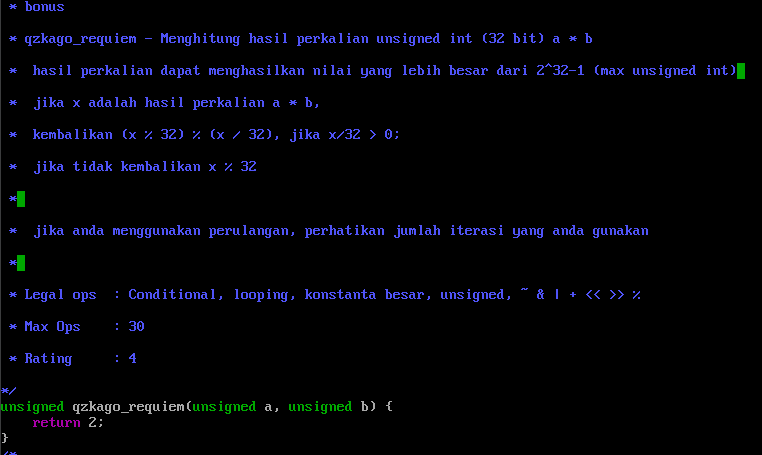 * bonus
* qzkago_requiem - Menghitung hasil perkalian unsigned int (32 bit) a * b
* hasil perkalian dapat menghasilkan nilai yang lebih besar dari 2^32-1 (max unsigned int)
* jika x adalah hasil perkalian a * b,
* kembalikan (x % 32) % (x / 32), jika x/32 > 0;
* jika tidak kembalikan x % 32
*
* jika anda menggunakan perulangan, perhatikan jumlah iterasi yang anda gunakan
*
* Legal ops : Conditional, looping, konstanta besar, unsigned, ~ & | + << >> %
* Max Ops : 30
* Rating : 4
*/
unsigned qzkago_requiem(unsigned a, unsigned b) {
return 2;
}
/*